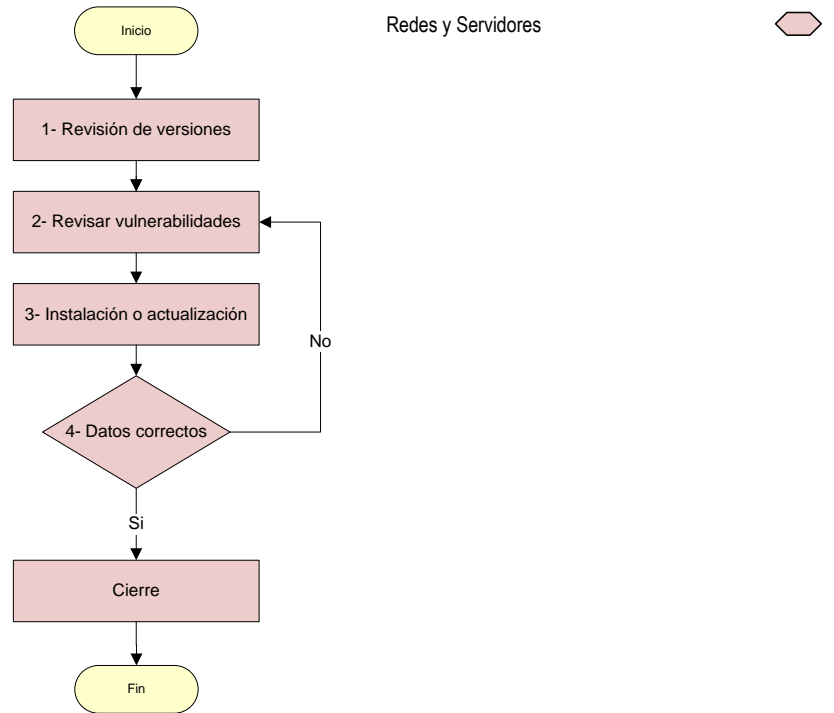 Inicio
Redes y Servidores
1- Revisión de versiones
2- Revisar vulnerabilidades
3- Instalación o actualización
No
4- Datos correctos
Si
Cierre
Fin